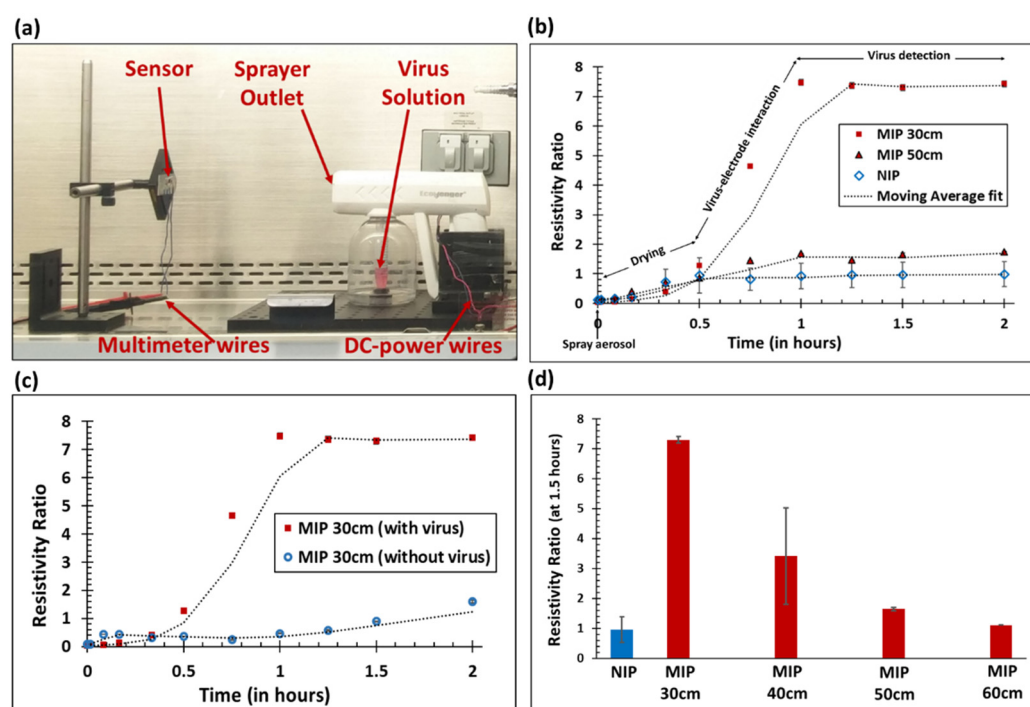 (a)
Sensor
Sprayer
Outlet
Virus
Solution
Multimeter wires
DC-power wires
(b)
Virus detection
Virus-electrode interaction
Drying
Resistivity Ratio
8
7
6
5
4
3
2
1
0
MIP 30cm
MIP 50cm
NIP
Moving Average fit
0
0.5
1
1.5
2
Spray aerosol
Time (in hours)
(c)
Resistivity Ratio
8
7
6
5
4
3
2
1
0
MIP 30cm (with virus)
MIP 30cm (without virus)
0
0.5
1
1.5
2
Time (in hours)
(d)
Resistivity Ratio (at 1.5 hours)
8
7
6
5
4
3
2
1
0
NIP
MIP
30cm
MIP
40cm
MIP
50cm
MIP
60cm